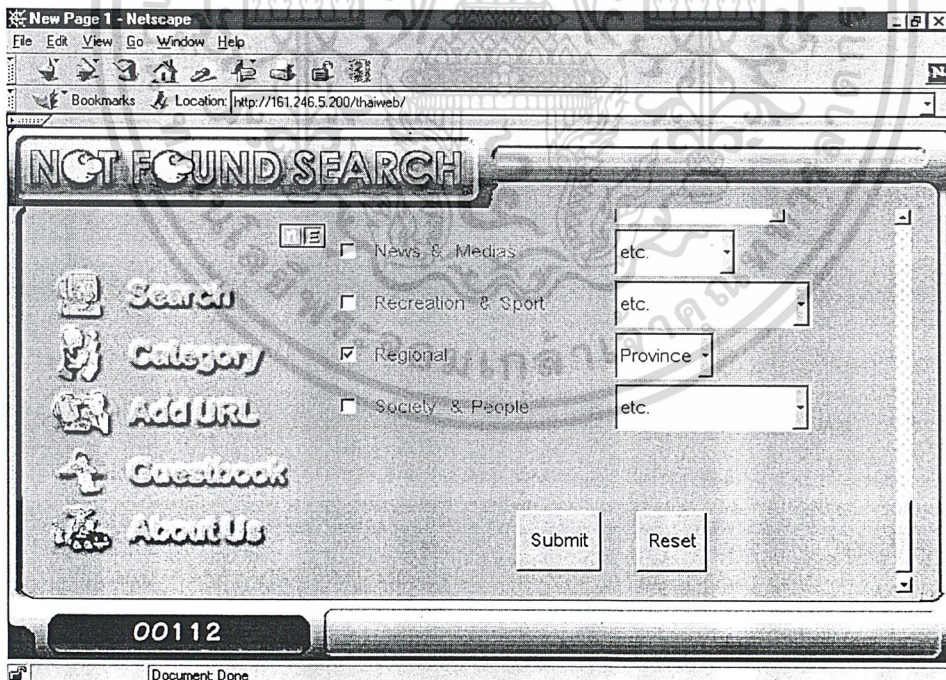 New Page 1 - Netscape
File Edit View Go Window Help
Bookmarks Location: http://161.246.5.200/thaiweb/
NOT FOUND SEARCH
News & Medias etc.
Search
Recreation & Sport etc.
Category
Regional Province
Add URL
Society & People etc.
Guestbook
About Us
Submit Reset
00112
Document: Done